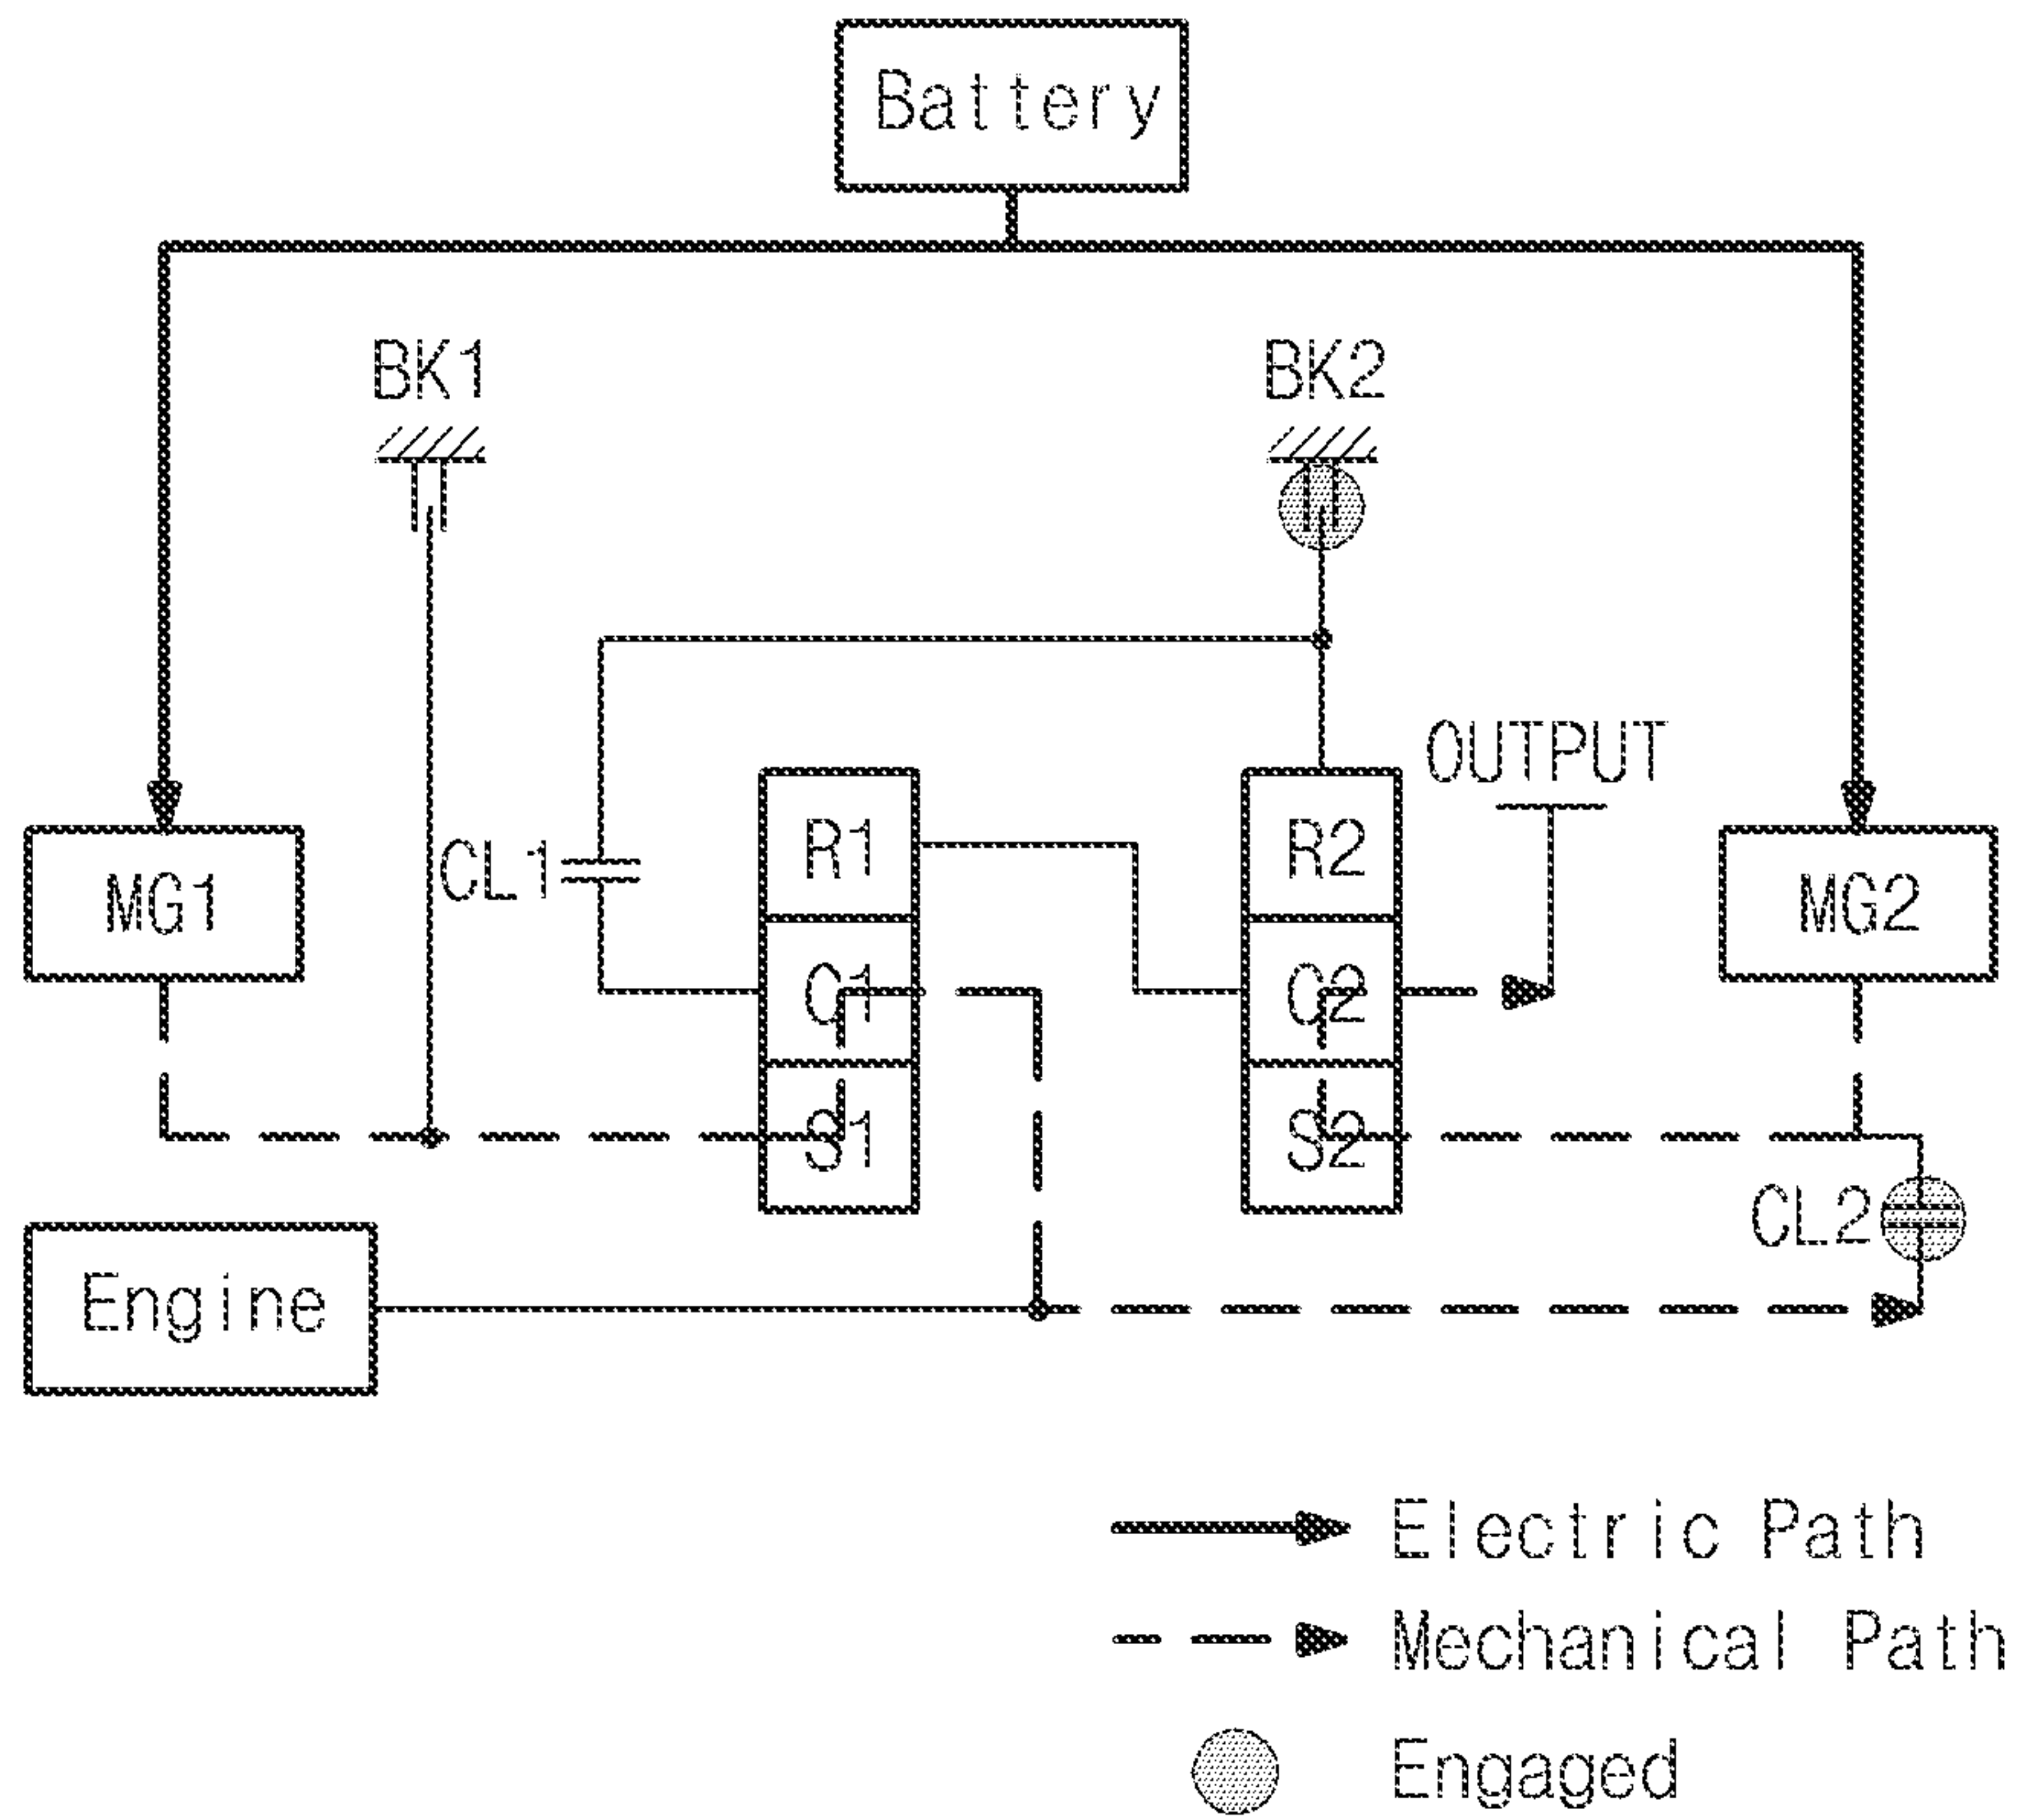 Battery
BK1
BK2
OUTPUT
CL1
R1
R2
MG1
MG2
C1
C2
S1
S2
CL2
Engine
Electric Path
Mechanical Path
Engaged